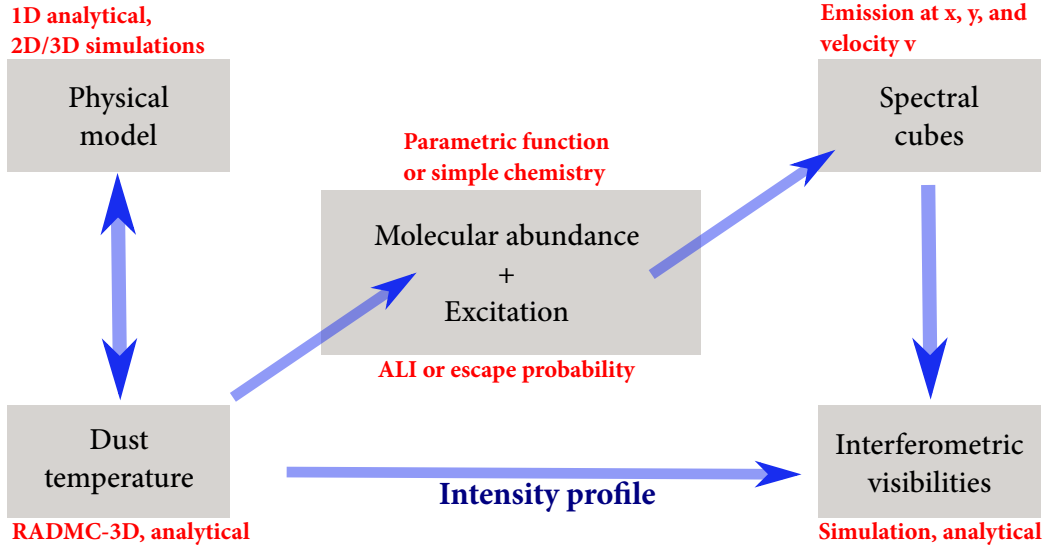 1D analytical,
2D/3D simulations
Physical
model
Emission at x, y, and
velocity v
Spectral
cubes
Parametric function
or simple chemistry
Molecular abundance
+
Excitation
ALI or escape probability
Dust
temperature
RADMC-3D, analytical
Intensity profile
Interferometric
visibilities
Simulation, analytical